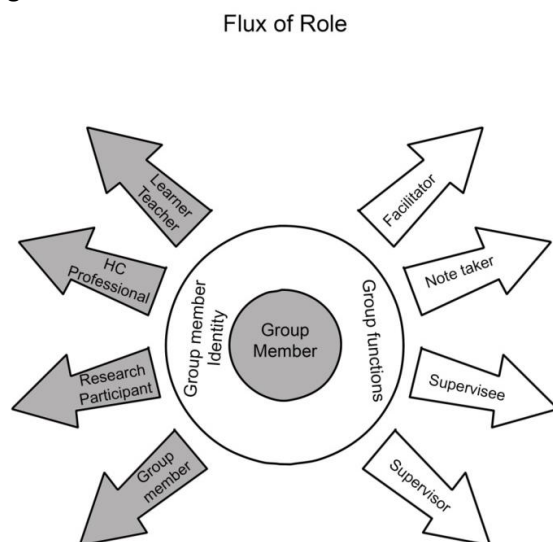 Flux of Role
Learner
Teacher
HC
Professional
Research
Participant
Group
member
Group member
Identity
Group
Member
Group functions
Facilitator
Note taker
Supervisee
Supervisor